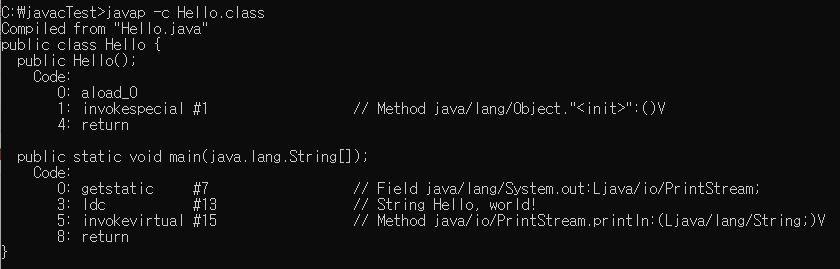 C:₩javacTest>javap -c Hello.class
Compiled from "Hello.java"
public class Hello {
  public Hello();
    Code:
       0: aload_0
       1: invokespecial #1                  // Method java/lang/Object."<init>":()V
       4: return

  public static void main(java.lang.String[]);
    Code:
       0: getstatic     #7                  // Field java/lang/System.out:Ljava/io/PrintStream;
       3: ldc           #13                 // String Hello, world!
       5: invokevirtual #15                 // Method java/io/PrintStream.println:(Ljava/lang/String;)V
       8: return
}